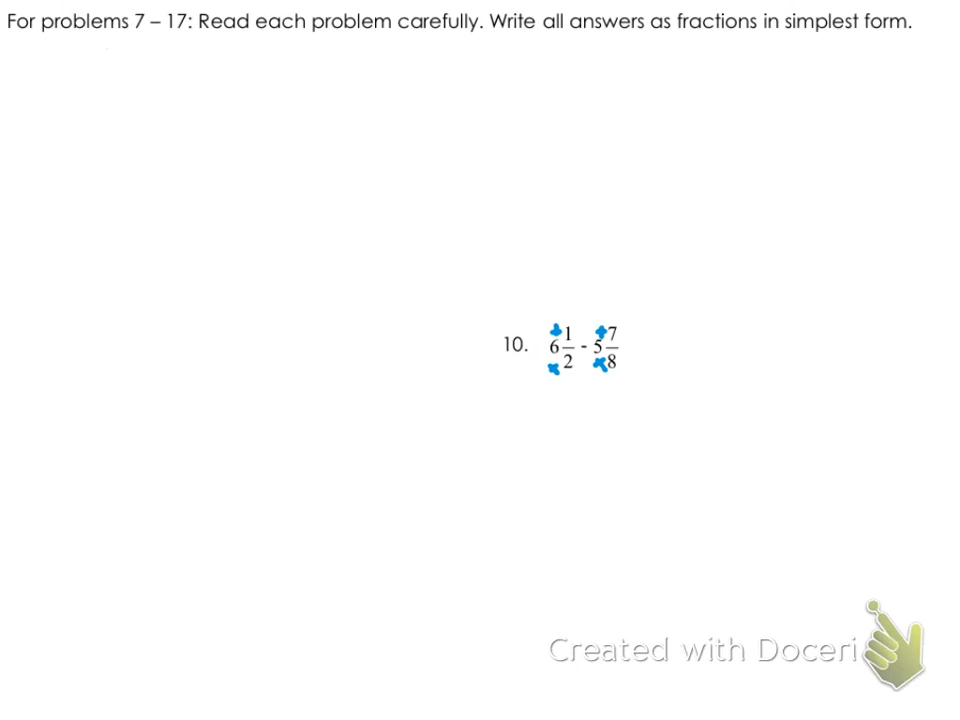 For problems 7 – 17: Read each problem carefully. Write all answers as fractions in simplest form.
10. 6 1/2 - 5 7/8
Created with Doceri